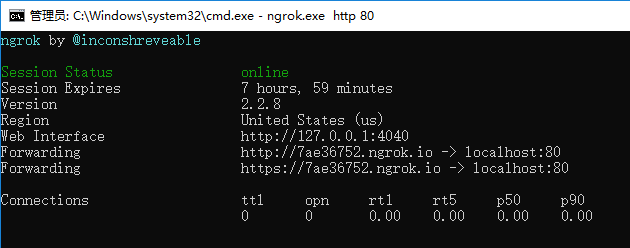 管理员: C:\Windows\system32\cmd.exe - ngrok.exe  http 80
ngrok by @inconshreveable
Session Status online
Session Expires 7 hours, 59 minutes
Version 2.2.8
Region United States (us)
Web Interface http://127.0.0.1:4040
Forwarding http://7ae36752.ngrok.io -> localhost:80
Forwarding https://7ae36752.ngrok.io -> localhost:80
Connections ttl opn rt1 rt5 p50 p90
0 0 0.00 0.00 0.00 0.00